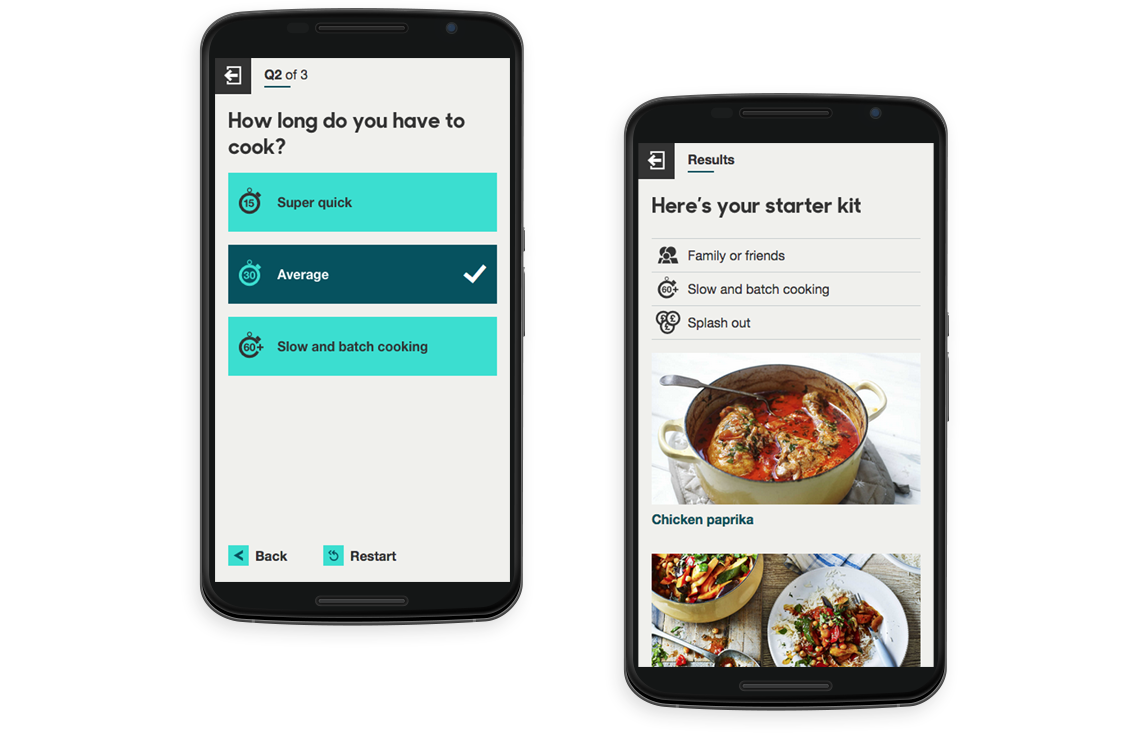 Q2 of 3
How long do you have to
cook?
15
Super quick
30
Average
60+
Slow and batch cooking
Back
Restart
Results
Here's your starter kit
Family or friends
60+
Slow and batch cooking
£ £
£
Splash out
Chicken paprika